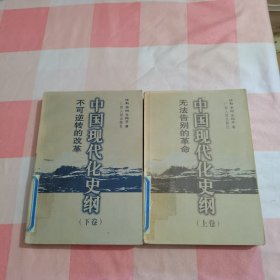 中国现代化史纲
不可逆转的改革
（下卷）
中国现代化史纲
无法告别的革命
（上卷）